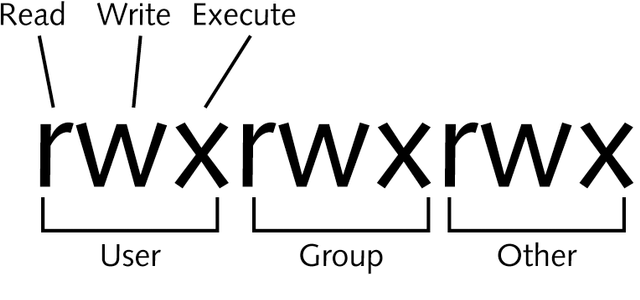 Read Write Execute
rwxrwxrwx
User Group Other